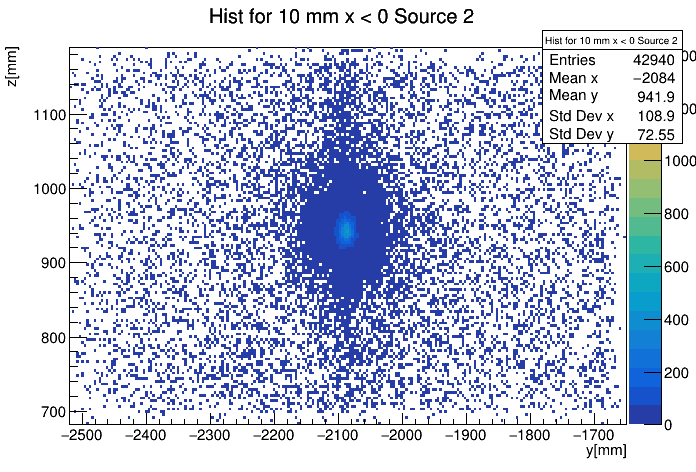 Hist for 10 mm x < 0 Source 2
z[mm]
Hist for 10 mm x < 0 Source 2
Entries 42940
Mean x −2084
Mean y 941.9
Std Dev x 108.9
Std Dev y 72.55
1100
1000
900
800
700
1000
800
600
400
200
0
−2500 −2400 −2300 −2200 −2100 −2000 −1900 −1800 −1700
y[mm]